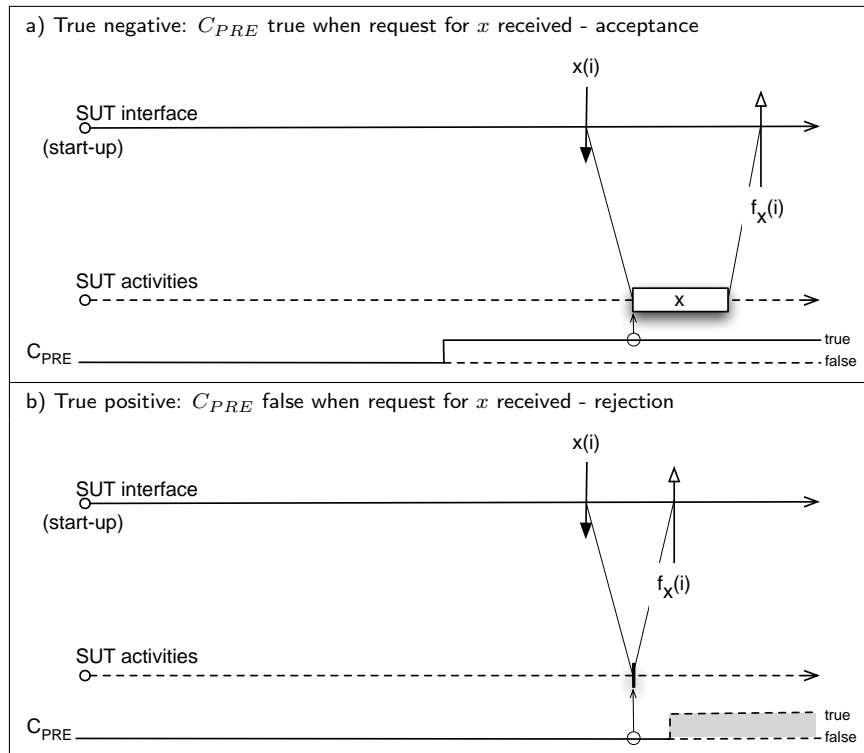 a) True negative: C_PRE true when request for x received - acceptance
x(i)
SUT interface
(start-up)
f_x(i)
SUT activities
x
C_PRE
true
false
b) True positive: C_PRE false when request for x received - rejection
x(i)
SUT interface
(start-up)
f_x(i)
SUT activities
C_PRE
true
false